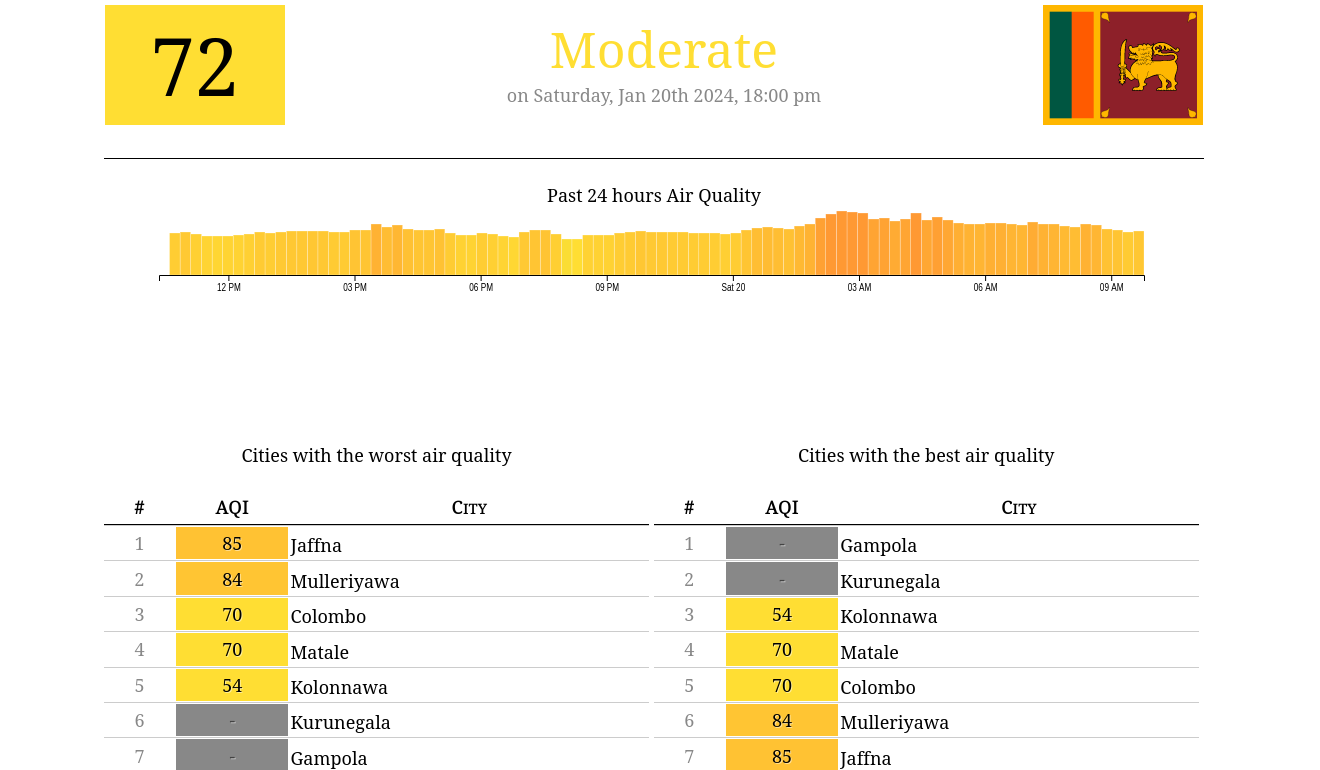 72
Moderate
on Saturday, Jan 20th 2024, 18:00 pm
Past 24 hours Air Quality
12 PM 03 PM 06 PM 09 PM Sat 20 03 AM 06 AM 09 AM
Cities with the worst air quality
# AQI City
1 85 Jaffna
2 84 Mulleriyawa
3 70 Colombo
4 70 Matale
5 54 Kolonnawa
6 - Kurunegala
7 - Gampola
Cities with the best air quality
# AQI City
1 - Gampola
2 - Kurunegala
3 54 Kolonnawa
4 70 Matale
5 70 Colombo
6 84 Mulleriyawa
7 85 Jaffna